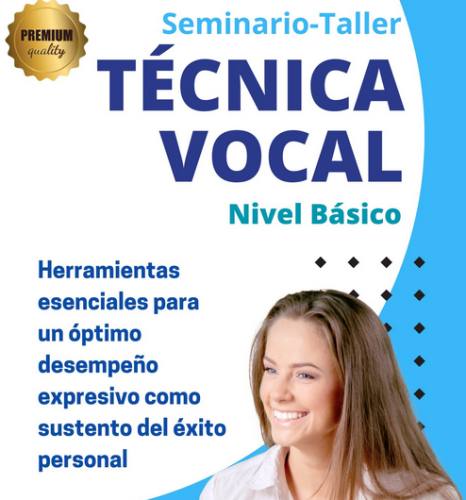 PREMIUM
quality
Seminario-Taller
TÉCNICA
VOCAL
Nivel Básico
Herramientas
esenciales para
un óptimo
desempeño
expresivo como
sustento del éxito
personal